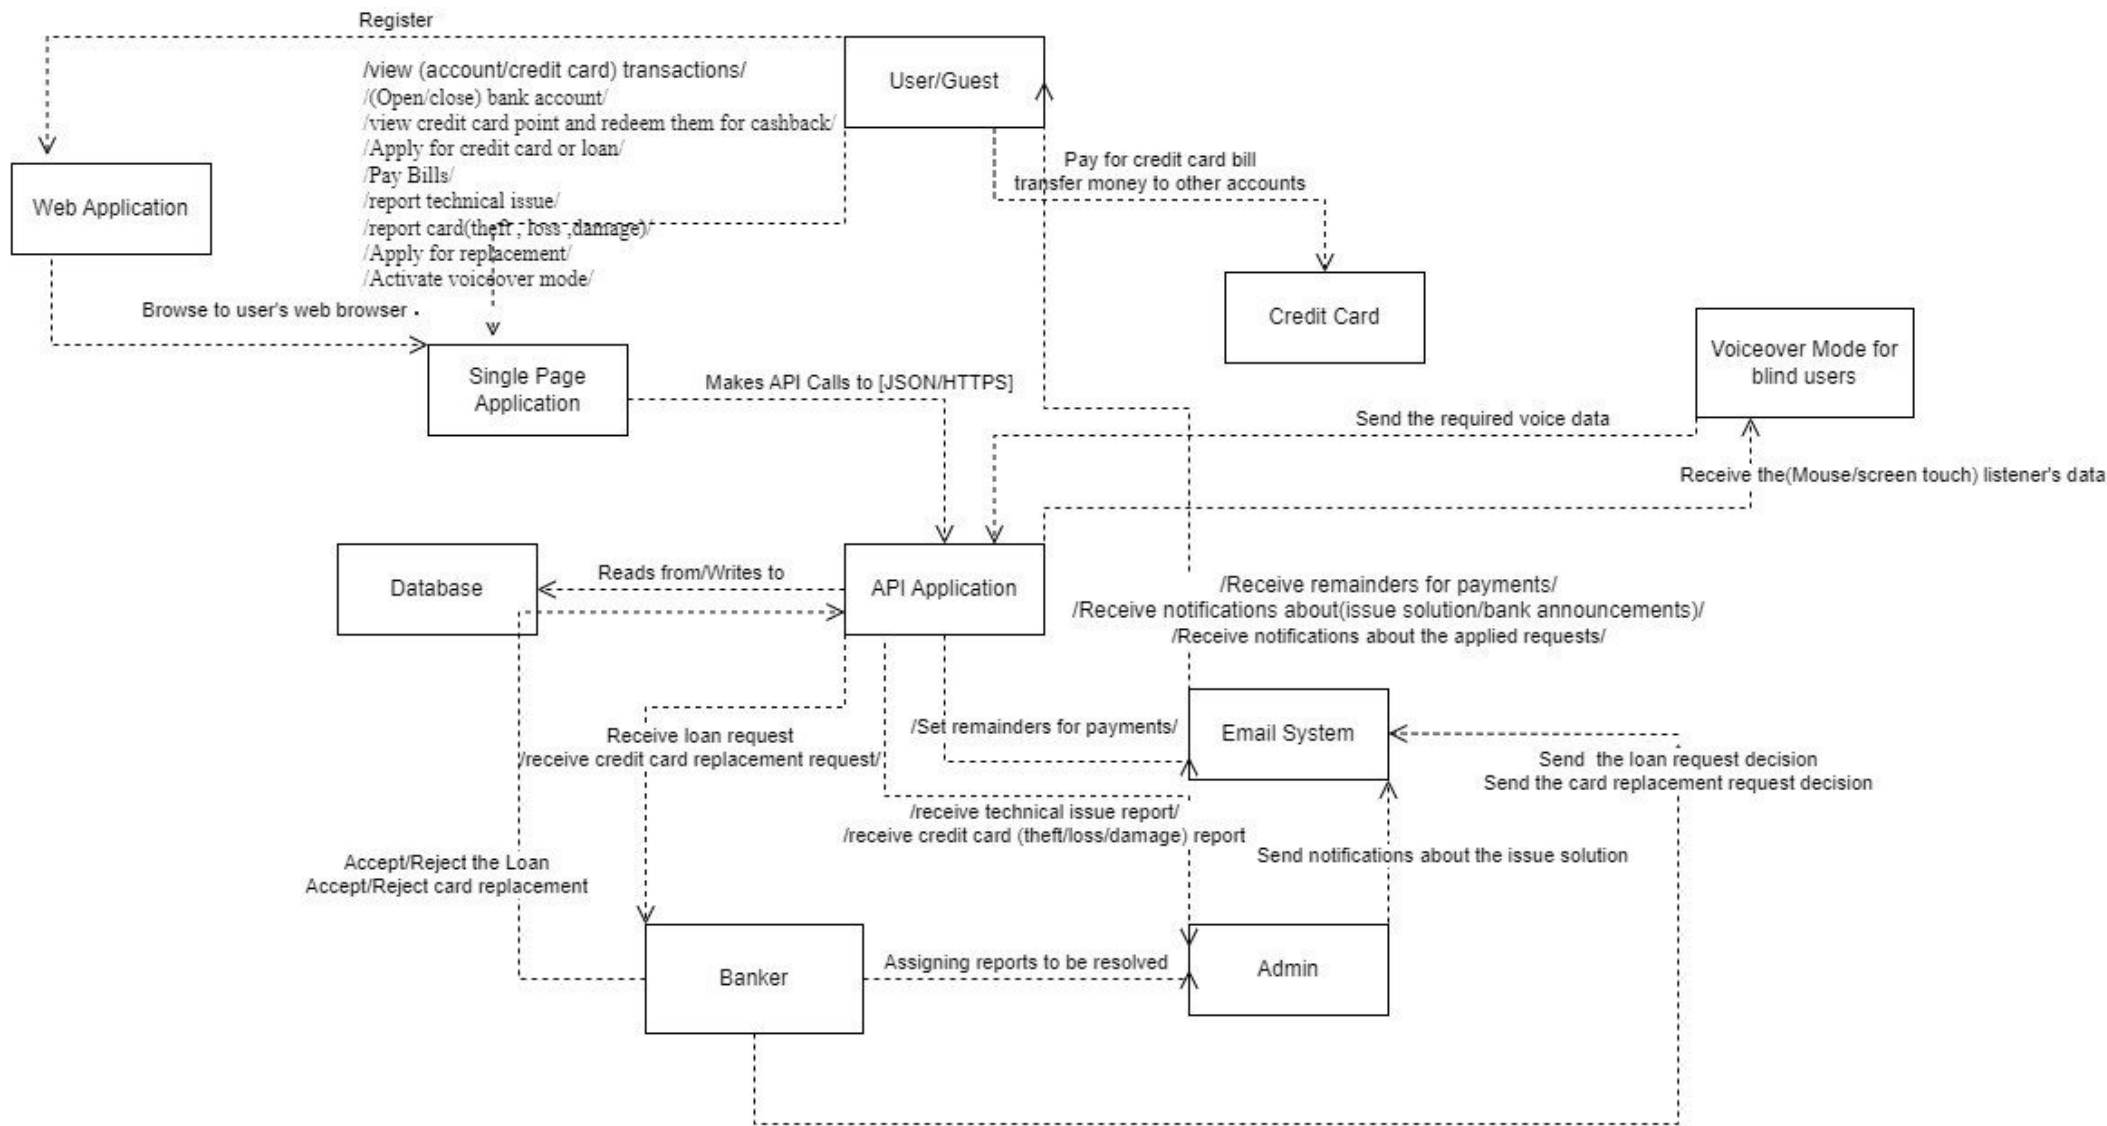 Register
/view (account/credit card) transactions/
/(Open/close) bank account/
/view credit card point and redeem them for cashback/
/Apply for credit card or loan/
/Pay Bills/
/report technical issue/
/report card(theft , loss ,damage)/
/Apply for replacement/
/Activate voiceover mode/
User/Guest
Pay for credit card bill
transfer money to other accounts
Web Application
Browse to user's web browser .
Credit Card
Voiceover Mode for
blind users
Single Page
Application
Makes API Calls to [JSON/HTTPS]
Send the required voice data
Receive the(Mouse/screen touch) listener's data
Database
Reads from/Writes to
API Application
/Receive remainders for payments/
/Receive notifications about(issue solution/bank announcements)/
/Receive notifications about the applied requests/
Receive loan request
/receive credit card replacement request/
/Set remainders for payments/
Email System
Send the loan request decision
Send the card replacement request decision
/receive technical issue report/
/receive credit card (theft/loss/damage) report
Send notifications about the issue solution
Accept/Reject the Loan
Accept/Reject card replacement
Banker
Assigning reports to be resolved
Admin